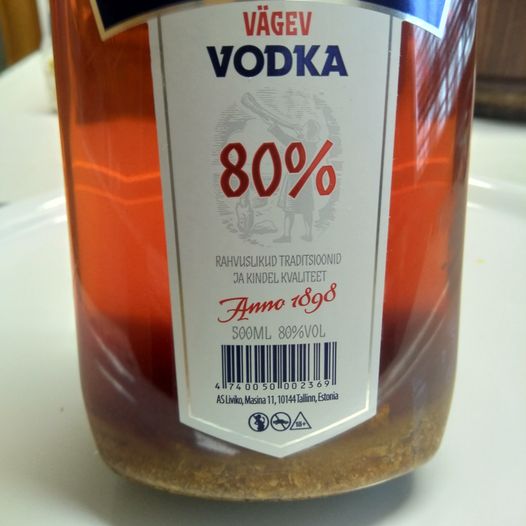 VÄGEV
VODKA
80%
RAHVUSLIKUD TRADITSIOONID
JA KINDEL KVALITEET
Anno 1898
500ML 80%VOL
4 740050 002369
AS Liviko, Masina 11, 10144 Tallinn, Estonia
18+